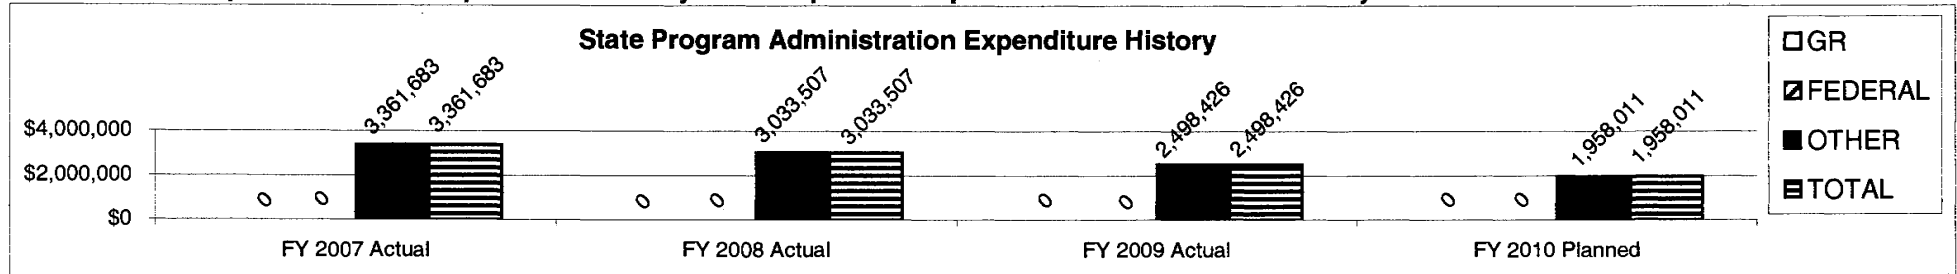 State Program Administration Expenditure History
GR
FEDERAL
OTHER
TOTAL
3,361,683
3,361,683
3,033,507
3,033,507
2,498,426
2,498,426
1,958,011
1,958,011
$4,000,000
$2,000,000
$0
0 0
0 0
0 0
0 0
FY 2007 Actual
FY 2008 Actual
FY 2009 Actual
FY 2010 Planned